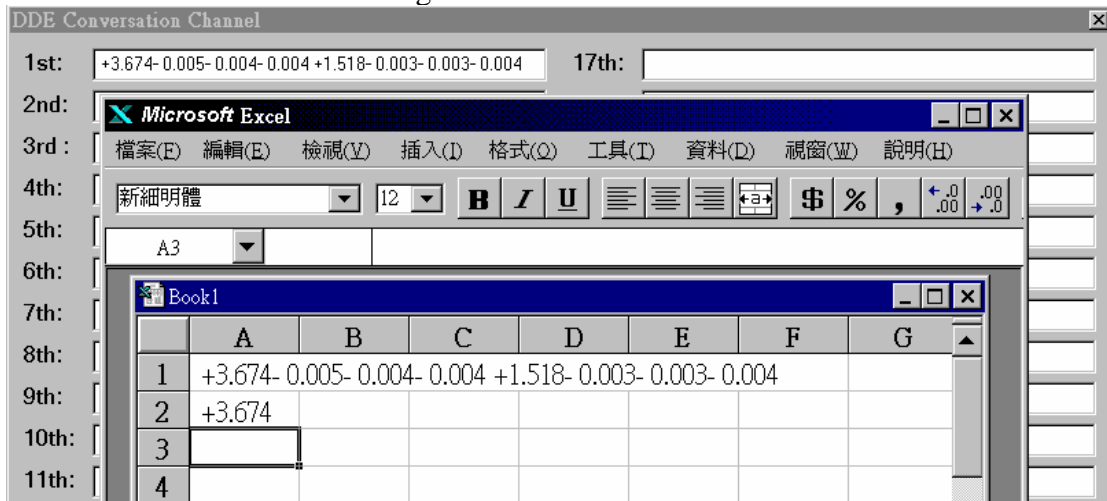 DDE Conversation Channel
1st: +3.674- 0.005- 0.004- 0.004 +1.518- 0.003- 0.003- 0.004 17th:
2nd:
Microsoft Excel
3rd :
檔案(F) 編輯(E) 檢視(V) 插入(I) 格式(O) 工具(T) 資料(D) 視窗(W) 說明(H)
4th:
新細明體 12 B I U a $ % , .0 .00 .00 .0
5th:
A3
6th:
Book1
7th:
A B C D E F G
8th:
1 +3.674- 0.005- 0.004- 0.004 +1.518- 0.003- 0.003- 0.004
9th:
2 +3.674
10th:
3
11th:
4